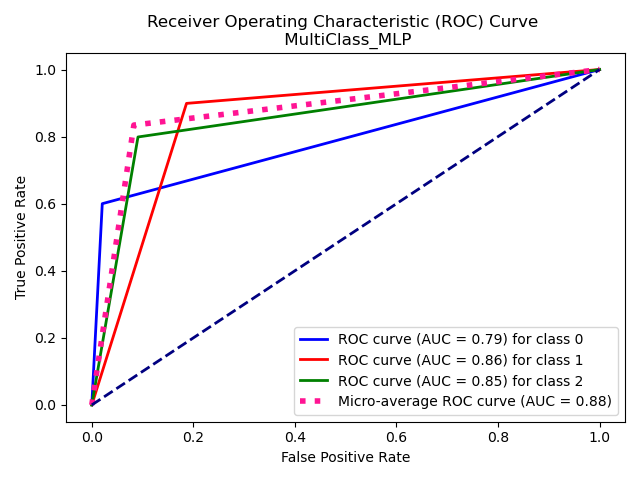 Receiver Operating Characteristic (ROC) Curve
MultiClass_MLP
True Positive Rate
1.0
0.8
0.6
0.4
0.2
0.0
0.0 0.2 0.4 0.6 0.8 1.0
False Positive Rate
ROC curve (AUC = 0.79) for class 0
ROC curve (AUC = 0.86) for class 1
ROC curve (AUC = 0.85) for class 2
Micro-average ROC curve (AUC = 0.88)